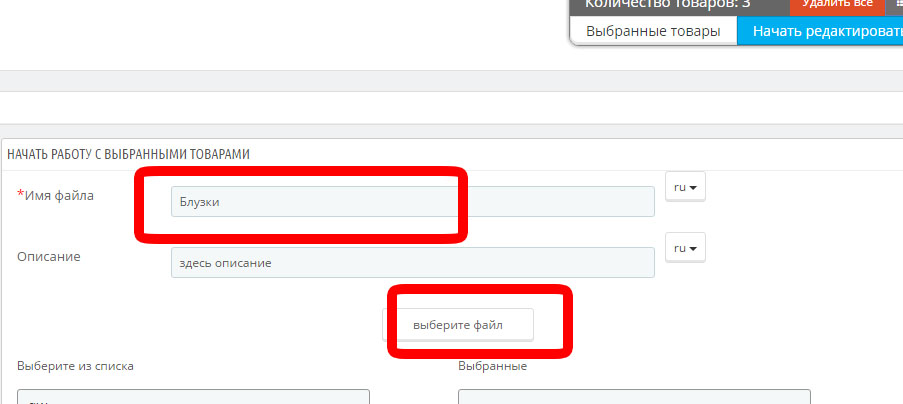 Количество товаров: 3
Удалить все
Выбранные товары
Начать редактировать
НАЧАТЬ РАБОТУ С ВЫБРАННЫМИ ТОВАРАМИ
*Имя файла
Блузки
ru
Описание
здесь описание
ru
выберите файл
Выберите из списка
Выбранные